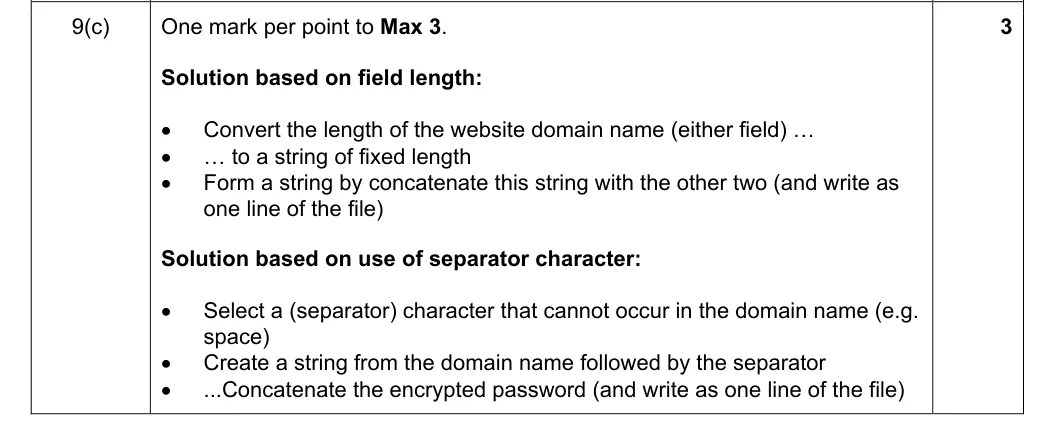 9(c) One mark per point to Max 3. 3
Solution based on field length:
• Convert the length of the website domain name (either field) …
• … to a string of fixed length
• Form a string by concatenate this string with the other two (and write as
one line of the file)
Solution based on use of separator character:
• Select a (separator) character that cannot occur in the domain name (e.g.
space)
• Create a string from the domain name followed by the separator
• ...Concatenate the encrypted password (and write as one line of the file)